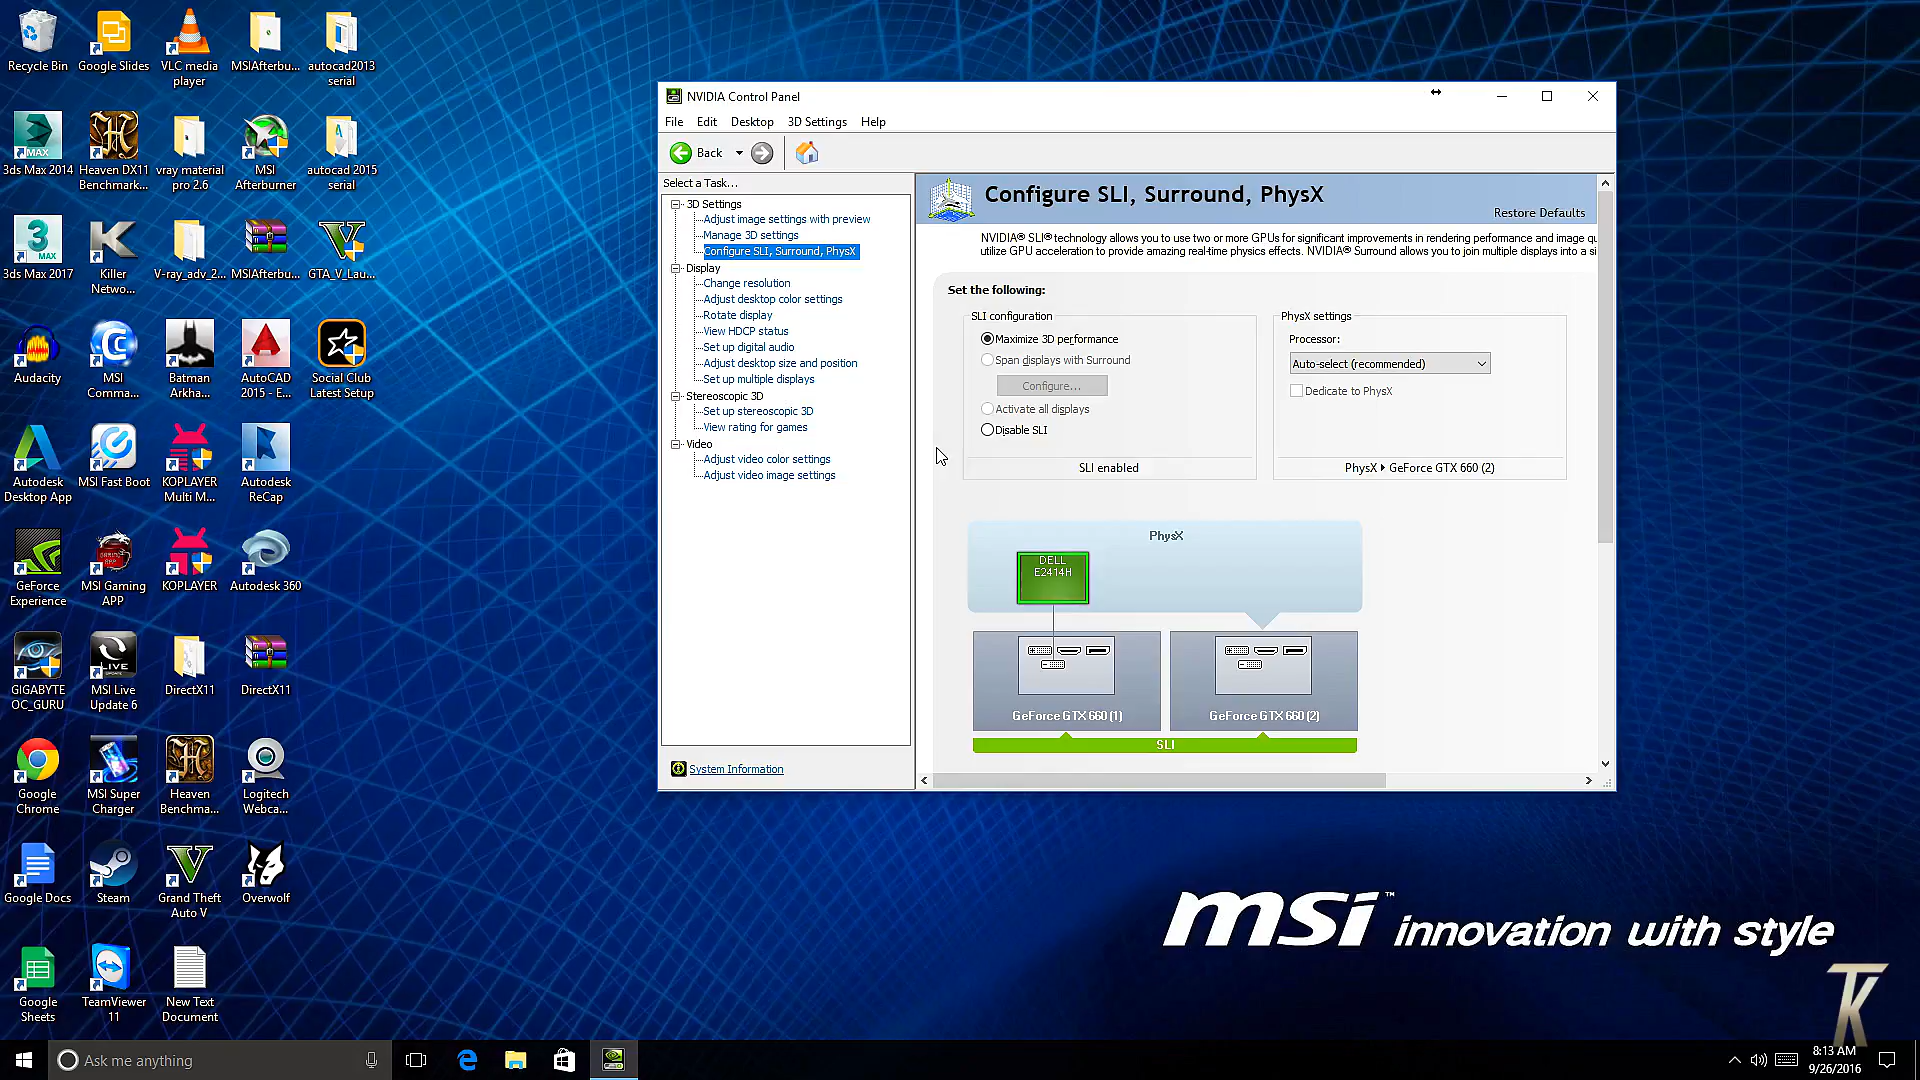 Recycle Bin
Google Slides
VLC media
player
MSIAfterbu...
autocad2013
serial
3ds Max 2014
Heaven DX11
Benchmark...
vray material
pro 2.6
MSI
Afterburner
autocad 2015
serial
3ds Max 2017
Killer
Netwo...
V-ray_adv_2...
MSIAfterbu...
GTA_V_Lau...
Audacity
MSI
Comma...
Batman
Arkha...
AutoCAD
2015 - E...
Social Club
Latest Setup
Autodesk
Desktop App
MSI Fast Boot
KOPLAYER
Multi M...
Autodesk
ReCap
GeForce
Experience
MSI Gaming
APP
KOPLAYER
Autodesk 360
GIGABYTE
OC_GURU
MSI Live
Update 6
DirectX11
DirectX11
Google
Chrome
MSI Super
Charger
Heaven
Benchma...
Logitech
Webca...
Google Docs
Steam
Grand Theft
Auto V
Overwolf
Google
Sheets
TeamViewer
11
New Text
Document
NVIDIA Control Panel
File Edit Desktop 3D Settings Help
Back
Select a Task...
3D Settings
Adjust image settings with preview
Manage 3D settings
Configure SLI, Surround, PhysX
Display
Change resolution
Adjust desktop color settings
Rotate display
View HDCP status
Set up digital audio
Adjust desktop size and position
Set up multiple displays
Stereoscopic 3D
Set up stereoscopic 3D
View rating for games
Video
Adjust video color settings
Adjust video image settings
System Information
Configure SLI, Surround, PhysX
Restore Defaults
NVIDIA® SLI® technology allows you to use two or more GPUs for significant improvements in rendering performance and image qu
utilize GPU acceleration to provide amazing real-time physics effects. NVIDIA® Surround allows you to join multiple displays into a si
Set the following:
SLI configuration
Maximize 3D performance
Span displays with Surround
Configure...
Activate all displays
Disable SLI
SLI enabled
PhysX settings
Processor:
Auto-select (recommended)
Dedicate to PhysX
PhysX ▸ GeForce GTX 660 (2)
PhysX
DELL
E2414H
GeForce GTX 660 (1)
GeForce GTX 660 (2)
SLI
msi™ innovation with style
TK
Ask me anything
8:13 AM
9/26/2016